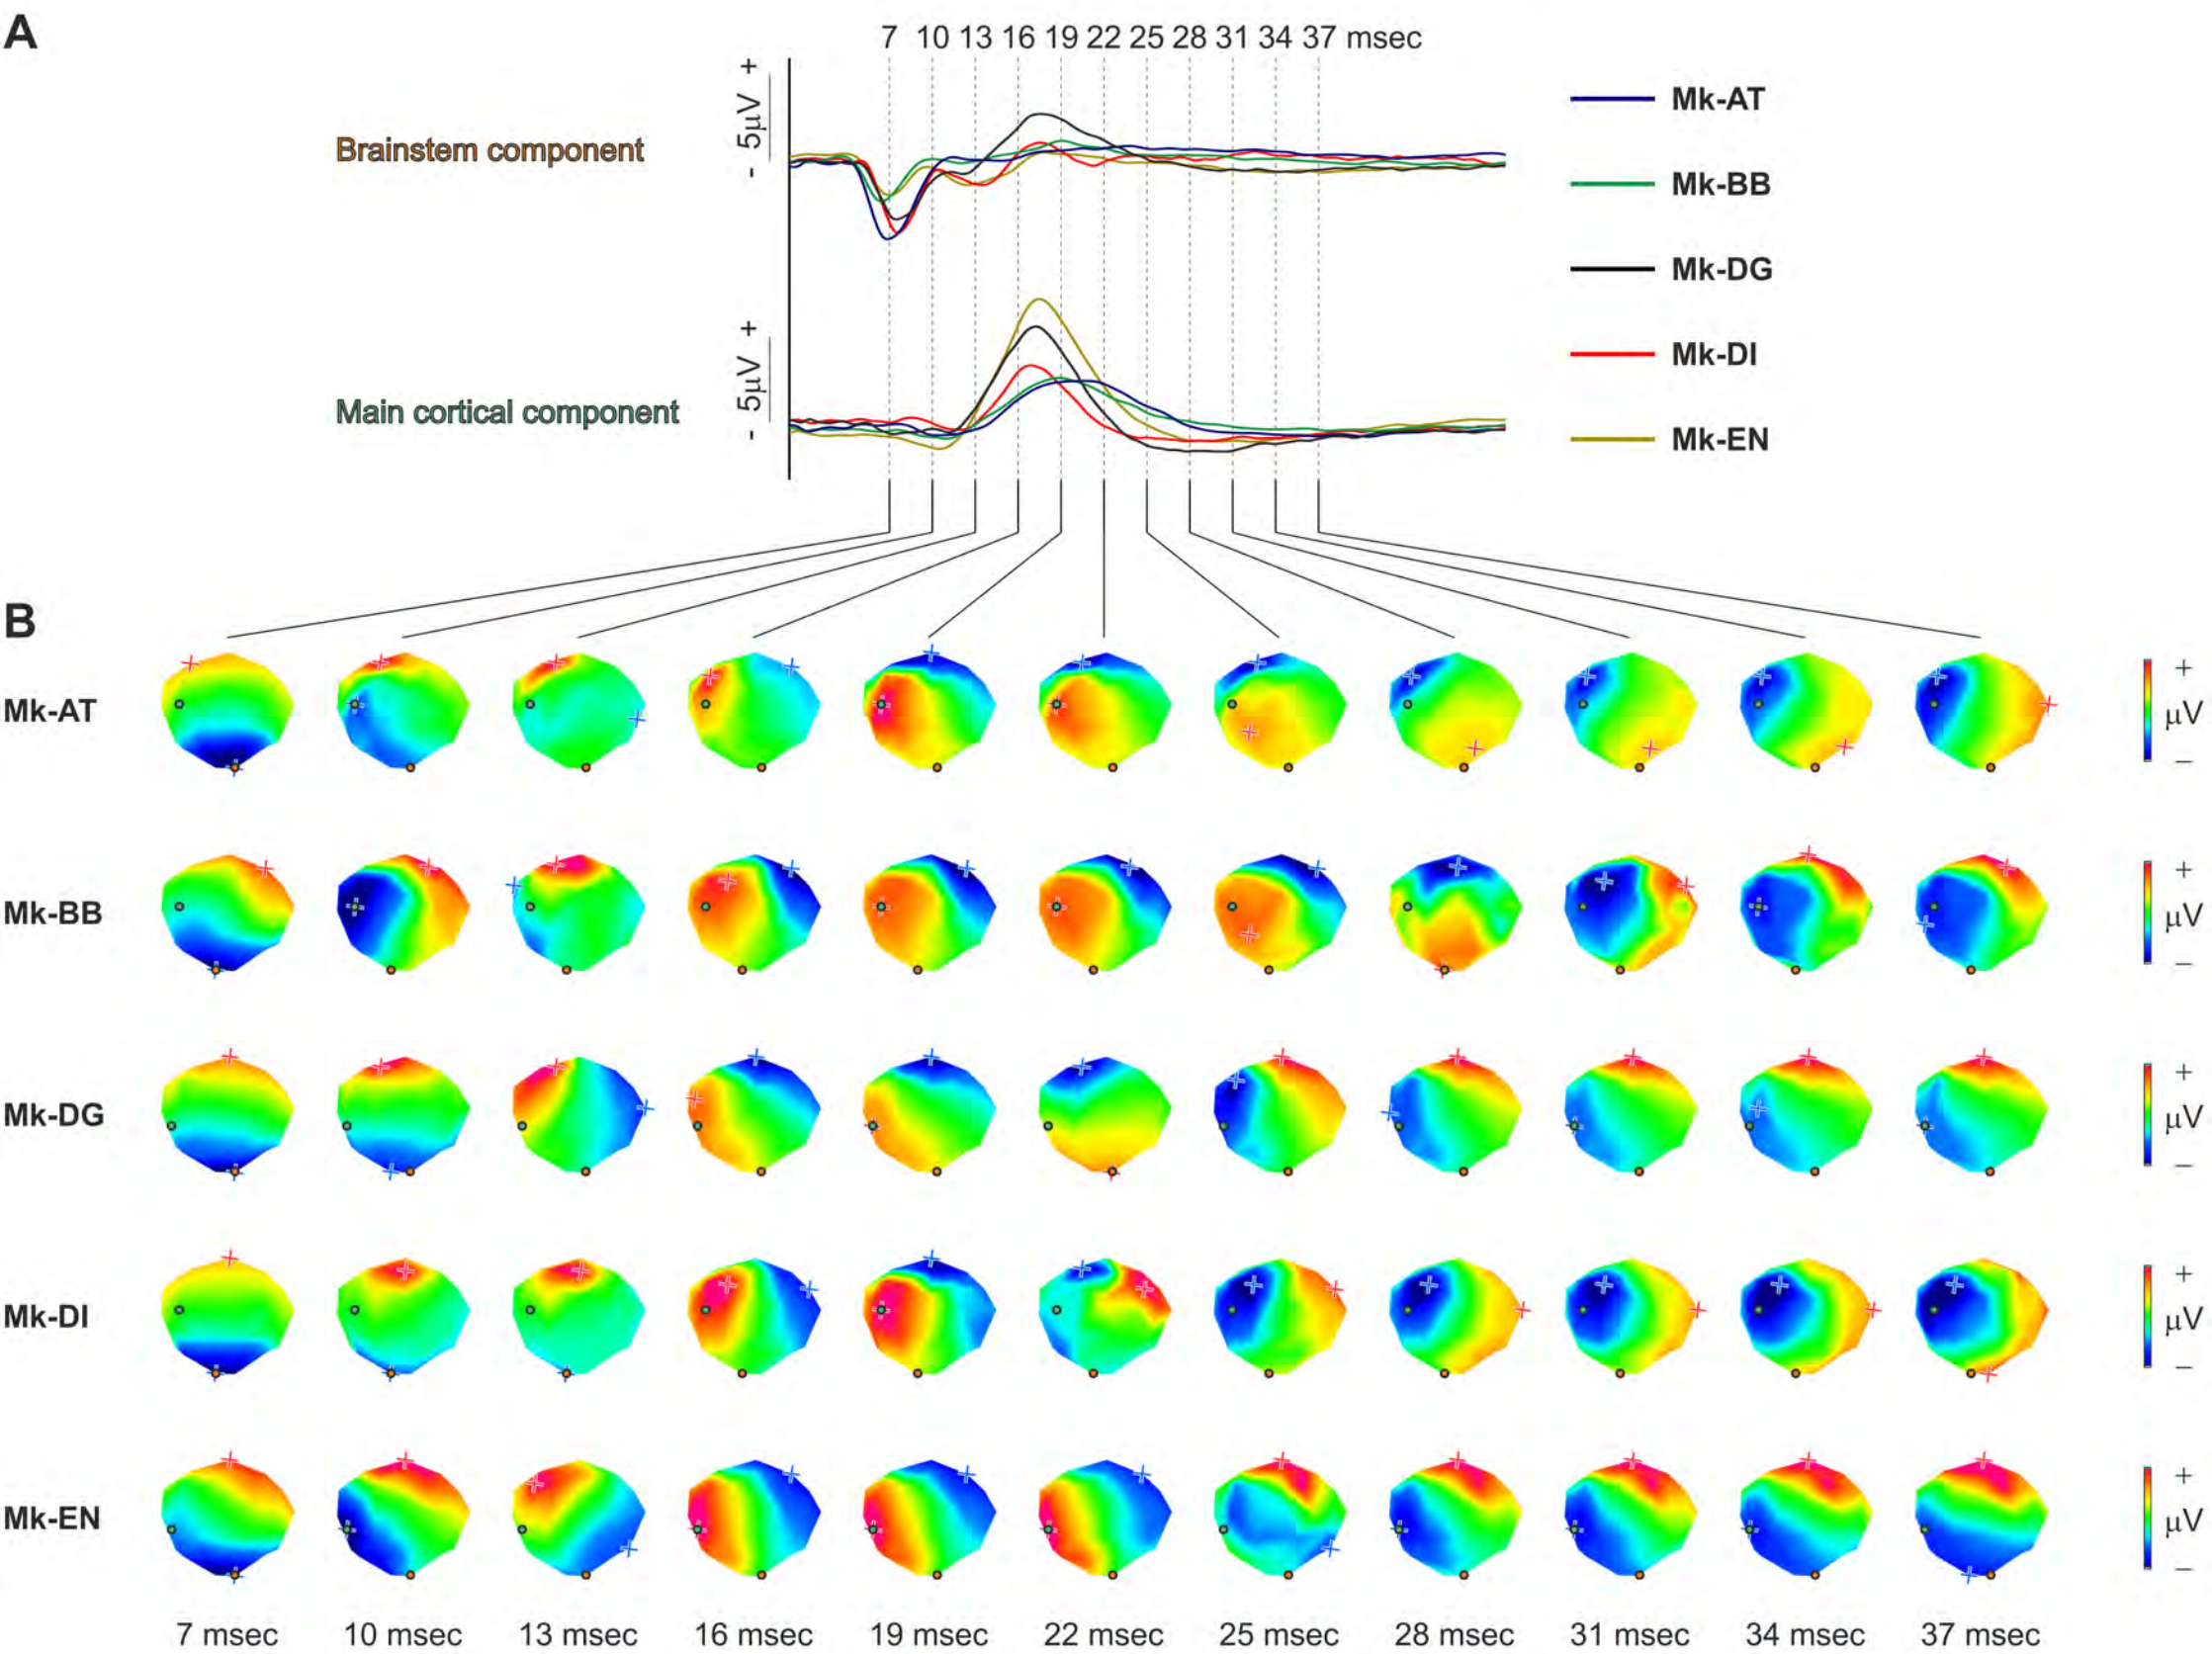 A
7 10 13 16 19 22 25 28 31 34 37 msec
- 5μV +
Brainstem component
- 5μV +
Main cortical component
Mk-AT
Mk-BB
Mk-DG
Mk-DI
Mk-EN
B
Mk-AT
+
μV
−
Mk-BB
+
μV
−
Mk-DG
+
μV
−
Mk-DI
+
μV
−
Mk-EN
+
μV
−
7 msec 10 msec 13 msec 16 msec 19 msec 22 msec 25 msec 28 msec 31 msec 34 msec 37 msec